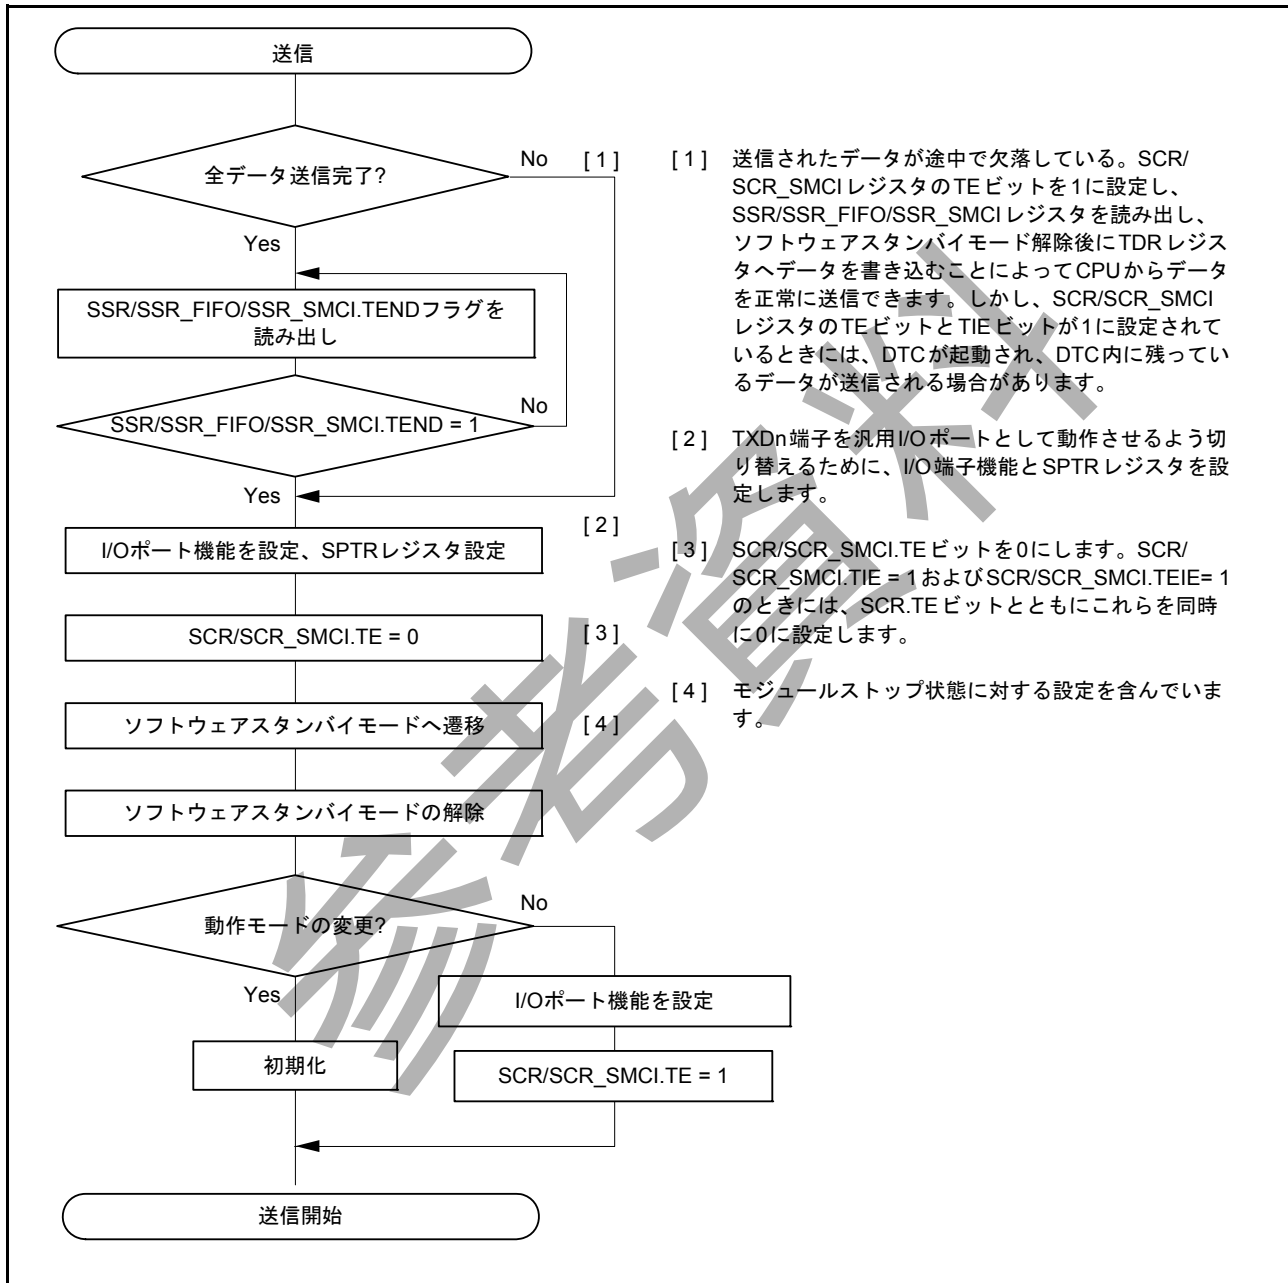 送信
全データ送信完了?
No
[ 1 ]
Yes
SSR/SSR_FIFO/SSR_SMCI.TENDフラグを
読み出し
SSR/SSR_FIFO/SSR_SMCI.TEND = 1
No
Yes
[ 2 ]
I/Oポート機能を設定、SPTRレジスタ設定
SCR/SCR_SMCI.TE = 0
[ 3 ]
ソフトウェアスタンバイモードへ遷移
[ 4 ]
ソフトウェアスタンバイモードの解除
動作モードの変更?
No
Yes
I/Oポート機能を設定
初期化
SCR/SCR_SMCI.TE = 1
送信開始
[ 1 ] 送信されたデータが途中で欠落している。SCR/
SCR_SMCIレジスタのTEビットを1に設定し、
SSR/SSR_FIFO/SSR_SMCIレジスタを読み出し、
ソフトウェアスタンバイモード解除後にTDRレジス
タへデータを書き込むことによってCPUからデータ
を正常に送信できます。しかし、SCR/SCR_SMCI
レジスタのTEビットとTIEビットが1に設定されて
いるときには、DTCが起動され、DTC内に残ってい
るデータが送信される場合があります。
[ 2 ] TXDn端子を汎用I/Oポートとして動作させるよう切
り替えるために、I/O端子機能とSPTRレジスタを設
定します。
[ 3 ] SCR/SCR_SMCI.TEビットを0にします。SCR/
SCR_SMCI.TIE = 1およびSCR/SCR_SMCI.TEIE= 1
のときには、SCR.TEビットとともにこれらを同時
に0に設定します。
[ 4 ] モジュールストップ状態に対する設定を含んでいま
す。
参考資料